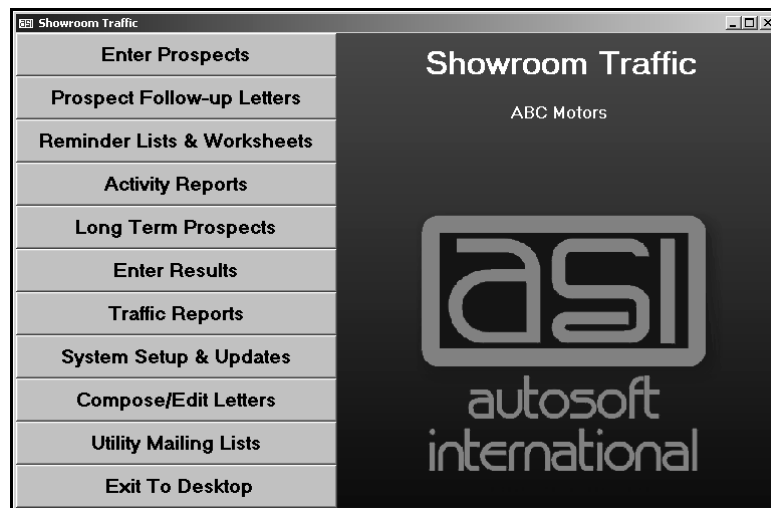 asi Showroom Traffic
Enter Prospects
Prospect Follow-up Letters
Reminder Lists & Worksheets
Activity Reports
Long Term Prospects
Enter Results
Traffic Reports
System Setup & Updates
Compose/Edit Letters
Utility Mailing Lists
Exit To Desktop
Showroom Traffic
ABC Motors
asi
autosoft
international